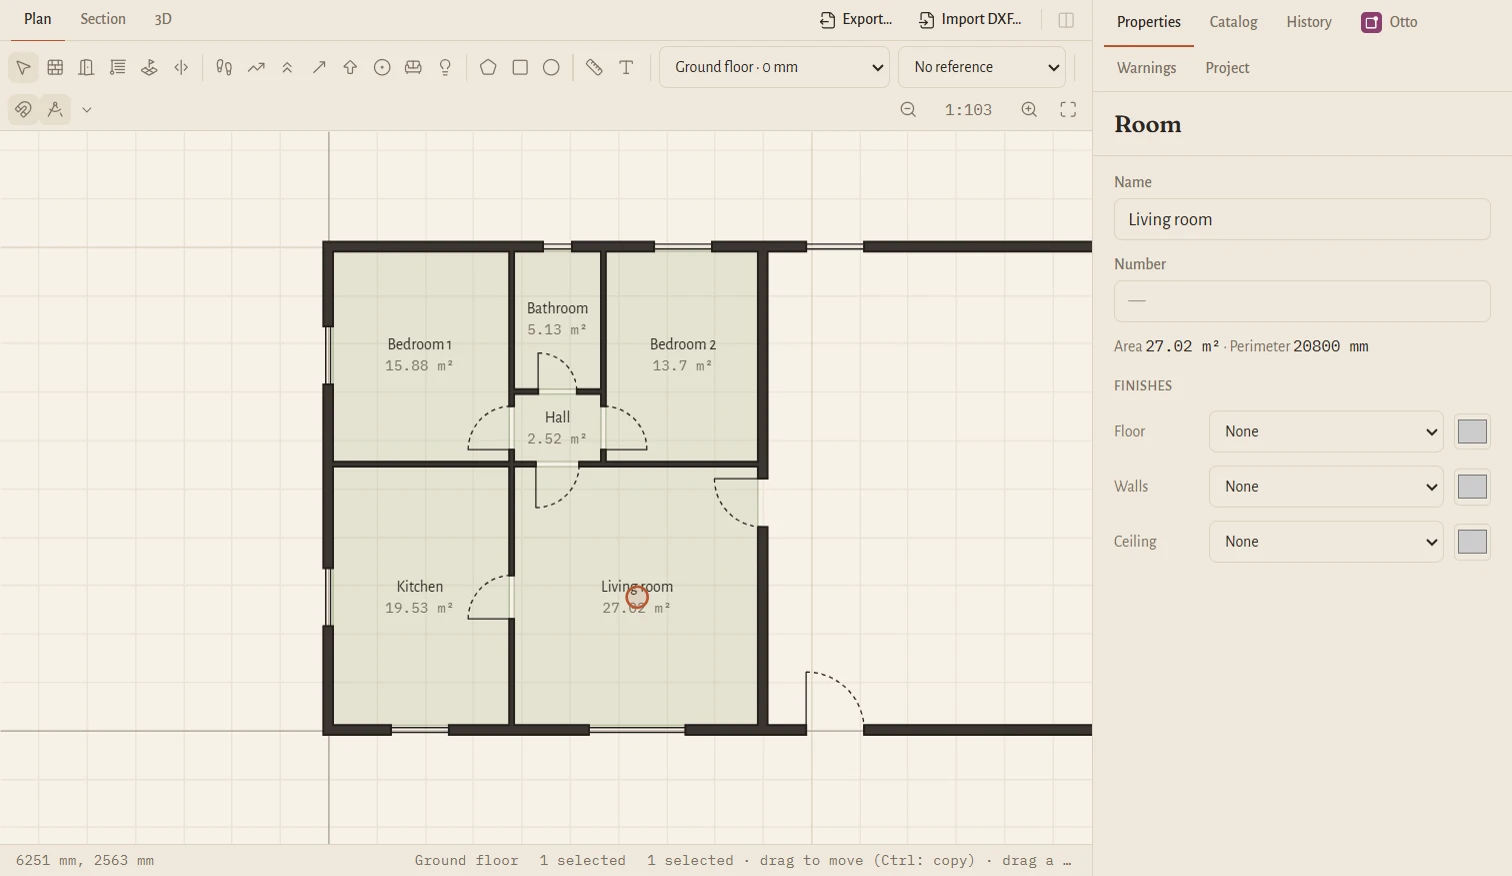 Plan Section 3D Export... Import DXF...
Properties Catalog History Otto
Warnings Project
Ground floor · 0 mm No reference
1:103
Room
Name
Living room
Number
—
Area 27.02 m² · Perimeter 20800 mm
FINISHES
Floor None
Walls None
Ceiling None
Bathroom
5.13 m²
Bedroom 1
15.88 m²
Bedroom 2
13.7 m²
Hall
2.52 m²
Kitchen
19.53 m²
Living room
27.02 m²
6251 mm, 2563 mm Ground floor 1 selected 1 selected · drag to move (Ctrl: copy) · drag a …